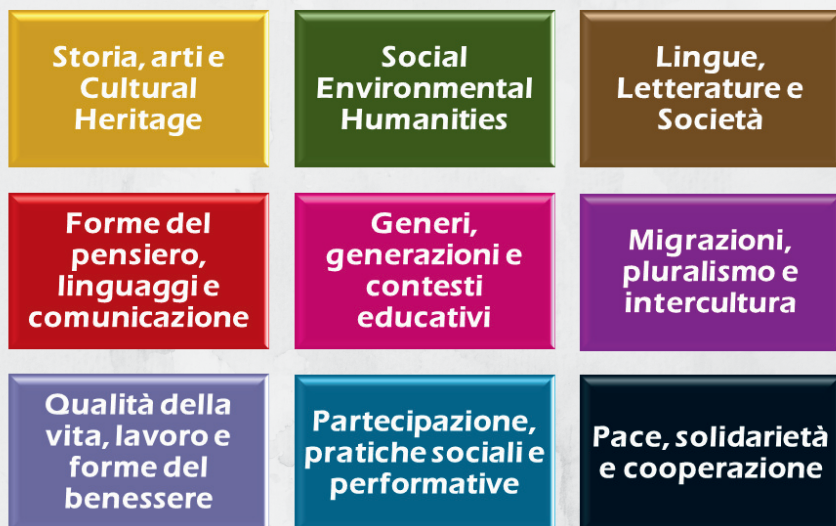 Storia, arti e
Cultural
Heritage
Social
Environmental
Humanities
Lingue,
Letterature e
Società
Forme del
pensiero,
linguaggi e
comunicazione
Generi,
generazioni e
contesti
educativi
Migrazioni,
pluralismo e
intercultura
Qualità della
vita, lavoro e
forme del
benessere
Partecipazione,
pratiche sociali e
performative
Pace, solidarietà
e cooperazione